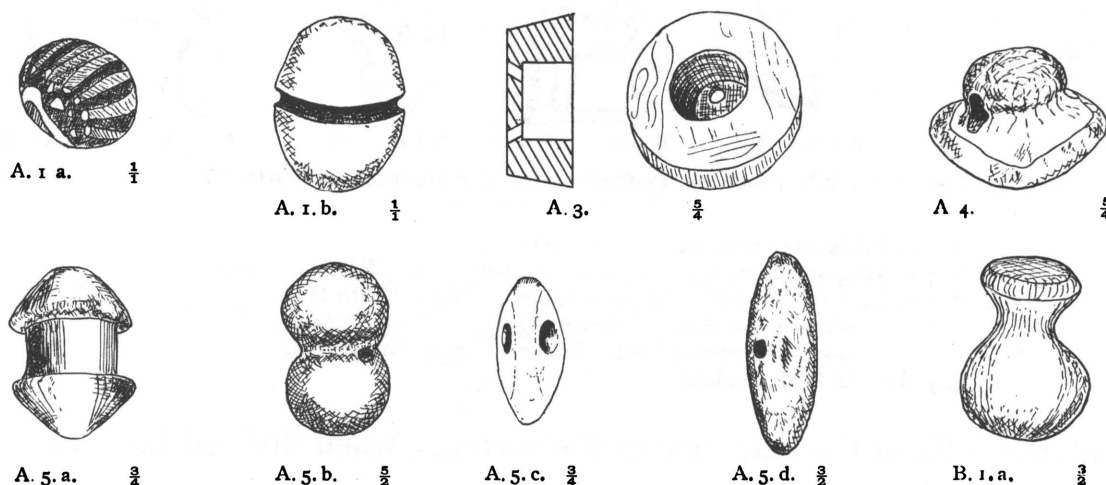 A. 1 a. 1/1
A. 1. b. 1/1
A. 3. 5/4
A 4. 5/4
A. 5. a. 3/4
A. 5. b. 5/2
A. 5. c. 3/4
A. 5. d. 3/2
B. 1. a. 3/2